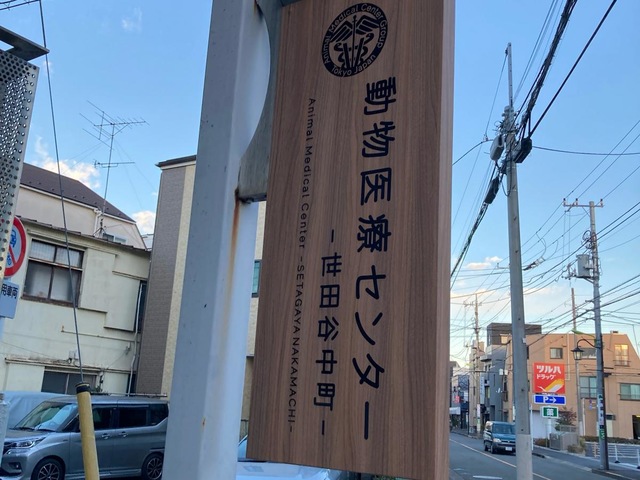 Animal Medical Center Group
Tokyo Japan
動物医療センター
−世田谷中町−
Animal Medical Center −SETAGAYA NAKAMACHI−
ツルハ
ドラッグ
P